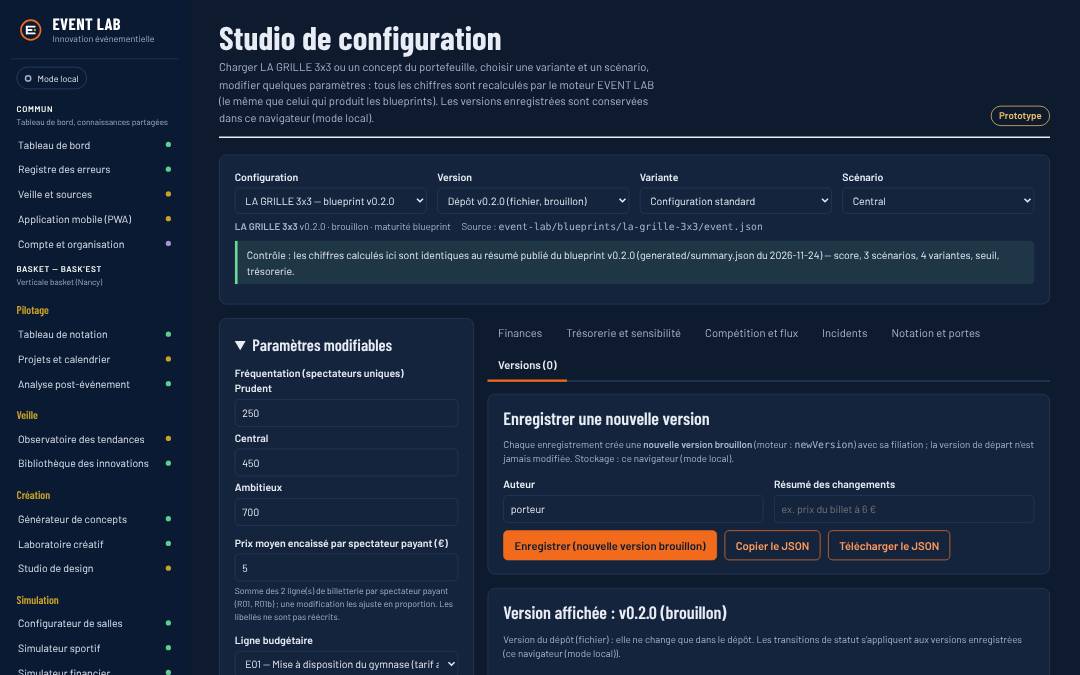 EVENT LAB
Innovation événementielle
Mode local
COMMUN
Tableau de bord, connaissances partagées
Tableau de bord
Registre des erreurs
Veille et sources
Application mobile (PWA)
Compte et organisation
BASKET — BASK'EST
Verticale basket (Nancy)
Pilotage
Tableau de notation
Projets et calendrier
Analyse post-événement
Veille
Observatoire des tendances
Bibliothèque des innovations
Création
Générateur de concepts
Laboratoire créatif
Studio de design
Simulation
Configurateur de salles
Simulateur sportif
Simulateur financier
Studio de configuration
Charger LA GRILLE 3x3 ou un concept du portefeuille, choisir une variante et un scénario,
modifier quelques paramètres : tous les chiffres sont recalculés par le moteur EVENT LAB
(le même que celui qui produit les blueprints). Les versions enregistrées sont conservées
dans ce navigateur (mode local).
Prototype
Configuration
Version
Variante
Scénario
LA GRILLE 3x3 — blueprint v0.2.0
Dépôt v0.2.0 (fichier, brouillon)
Configuration standard
Central
LA GRILLE 3x3 v0.2.0 · brouillon · maturité blueprint Source : event-lab/blueprints/la-grille-3x3/event.json
Contrôle : les chiffres calculés ici sont identiques au résumé publié du blueprint v0.2.0 (generated/summary.json du 2026-11-24) — score, 3 scénarios, 4 variantes, seuil,
trésorerie.
▼ Paramètres modifiables
Fréquentation (spectateurs uniques)
Prudent
250
Central
450
Ambitieux
700
Prix moyen encaissé par spectateur payant (€)
5
Somme des 2 ligne(s) de billetterie par spectateur payant
(R01, R01b) ; une modification les ajuste en proportion. Les
libellés ne sont pas réécrits.
Ligne budgétaire
E01 — Mise à disposition du gymnase (tarif a
Finances
Trésorerie et sensibilité
Compétition et flux
Incidents
Notation et portes
Versions (0)
Enregistrer une nouvelle version
Chaque enregistrement crée une nouvelle version brouillon (moteur : newVersion) avec sa filiation ; la version de départ n'est
jamais modifiée. Stockage : ce navigateur (mode local).
Auteur
Résumé des changements
porteur
ex. prix du billet à 6 €
Enregistrer (nouvelle version brouillon)
Copier le JSON
Télécharger le JSON
Version affichée : v0.2.0 (brouillon)
Version du dépôt (fichier) : elle ne change que dans le dépôt. Les transitions de statut s'appliquent aux versions enregistrées
(ce navigateur (mode local)).